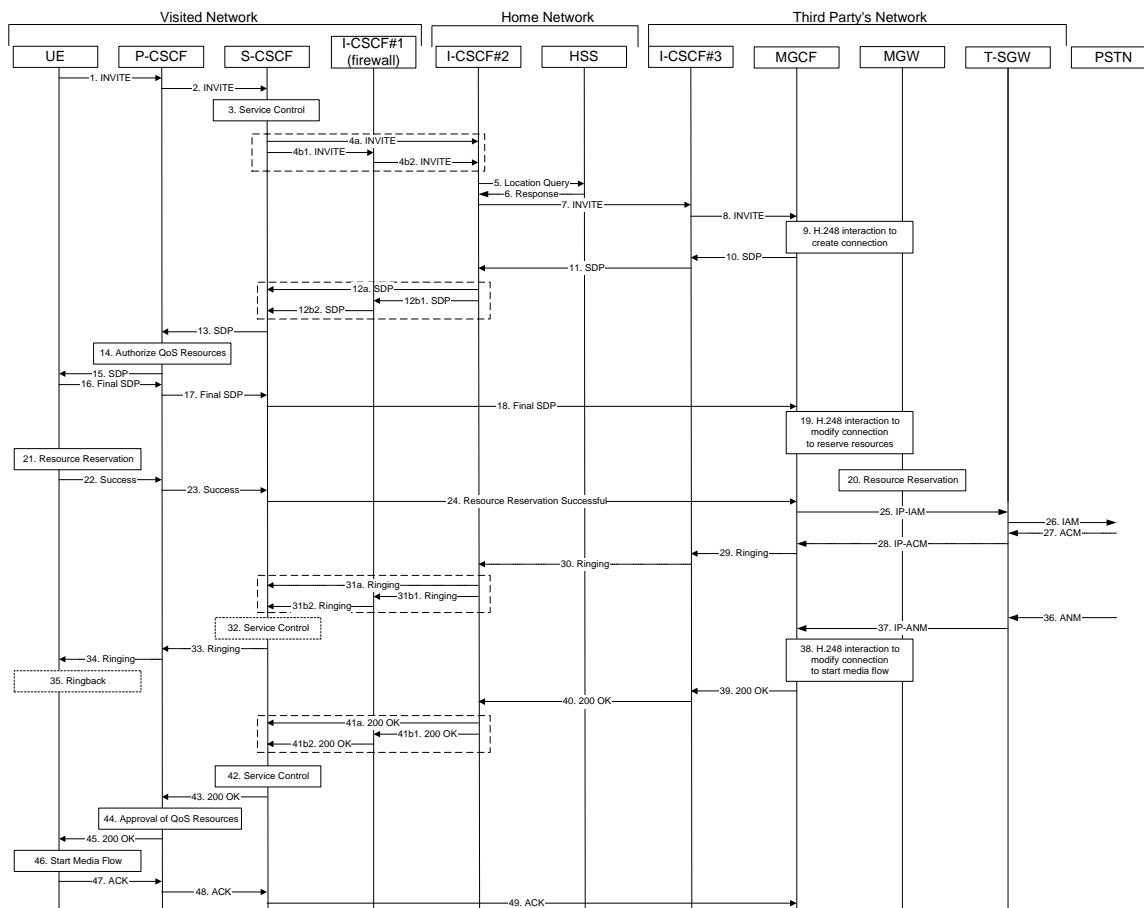 Visited Network
Home Network
Third Party's Network
UE
P-CSCF
S-CSCF
I-CSCF#1
(firewall)
I-CSCF#2
HSS
I-CSCF#3
MGCF
MGW
T-SGW
PSTN
1. INVITE
2. INVITE
3. Service Control
4a. INVITE
4b1. INVITE
4b2. INVITE
5. Location Query
6. Response
7. INVITE
8. INVITE
9. H.248 interaction to
create connection
10. SDP
11. SDP
12a. SDP
12b1. SDP
12b2. SDP
13. SDP
14. Authorize QoS Resources
15. SDP
16. Final SDP
17. Final SDP
18. Final SDP
19. H.248 interaction to
modify connection
to reserve resources
21. Resource Reservation
20. Resource Reservation
22. Success
23. Success
24. Resource Reservation Successful
25. IP-IAM
26. IAM
27. ACM
28. IP-ACM
29. Ringing
30. Ringing
31a. Ringing
31b1. Ringing
31b2. Ringing
32. Service Control
33. Ringing
34. Ringing
35. Ringback
36. ANM
37. IP-ANM
38. H.248 interaction to
modify connection
to start media flow
39. 200 OK
40. 200 OK
41a. 200 OK
41b1. 200 OK
41b2. 200 OK
42. Service Control
43. 200 OK
44. Approval of QoS Resources
45. 200 OK
46. Start Media Flow
47. ACK
48. ACK
49. ACK